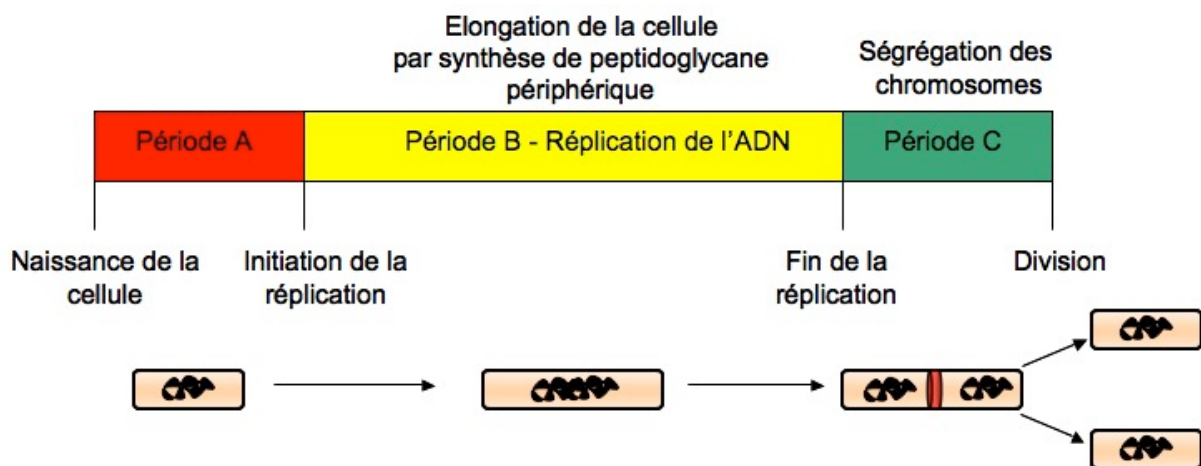 Elongation de la cellule
par synthèse de peptidoglycane
périphérique
Ségrégation des
chromosomes
Période A
Période B - Réplication de l'ADN
Période C
Naissance de la
cellule
Initiation de la
réplication
Fin de la
réplication
Division